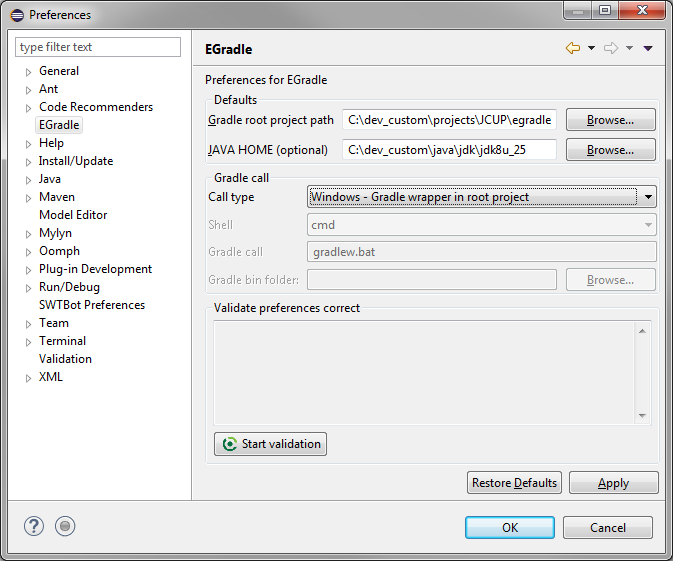 Preferences
type filter text
General
Ant
Code Recommenders
EGradle
Help
Install/Update
Java
Maven
Model Editor
Mylyn
Oomph
Plug-in Development
Run/Debug
SWTBot Preferences
Team
Terminal
Validation
XML
EGradle
Preferences for EGradle
Defaults
Gradle root project path C:\dev_custom\projects\JCUP\egradle Browse...
JAVA HOME (optional) C:\dev_custom\java\jdk\jdk8u_25 Browse...
Gradle call
Call type Windows - Gradle wrapper in root project
Shell cmd
Gradle call gradlew.bat
Gradle bin folder: Browse...
Validate preferences correct
Start validation
Restore Defaults Apply
? OK Cancel